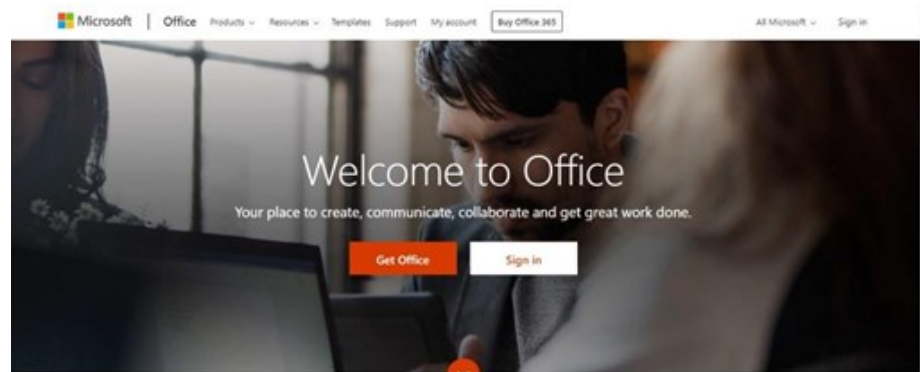 Microsoft | Office Products Resources Templates Support My account Buy Office 365 All Microsoft Sign in
Welcome to Office
Your place to create, communicate, collaborate and get great work done.
Get Office Sign in